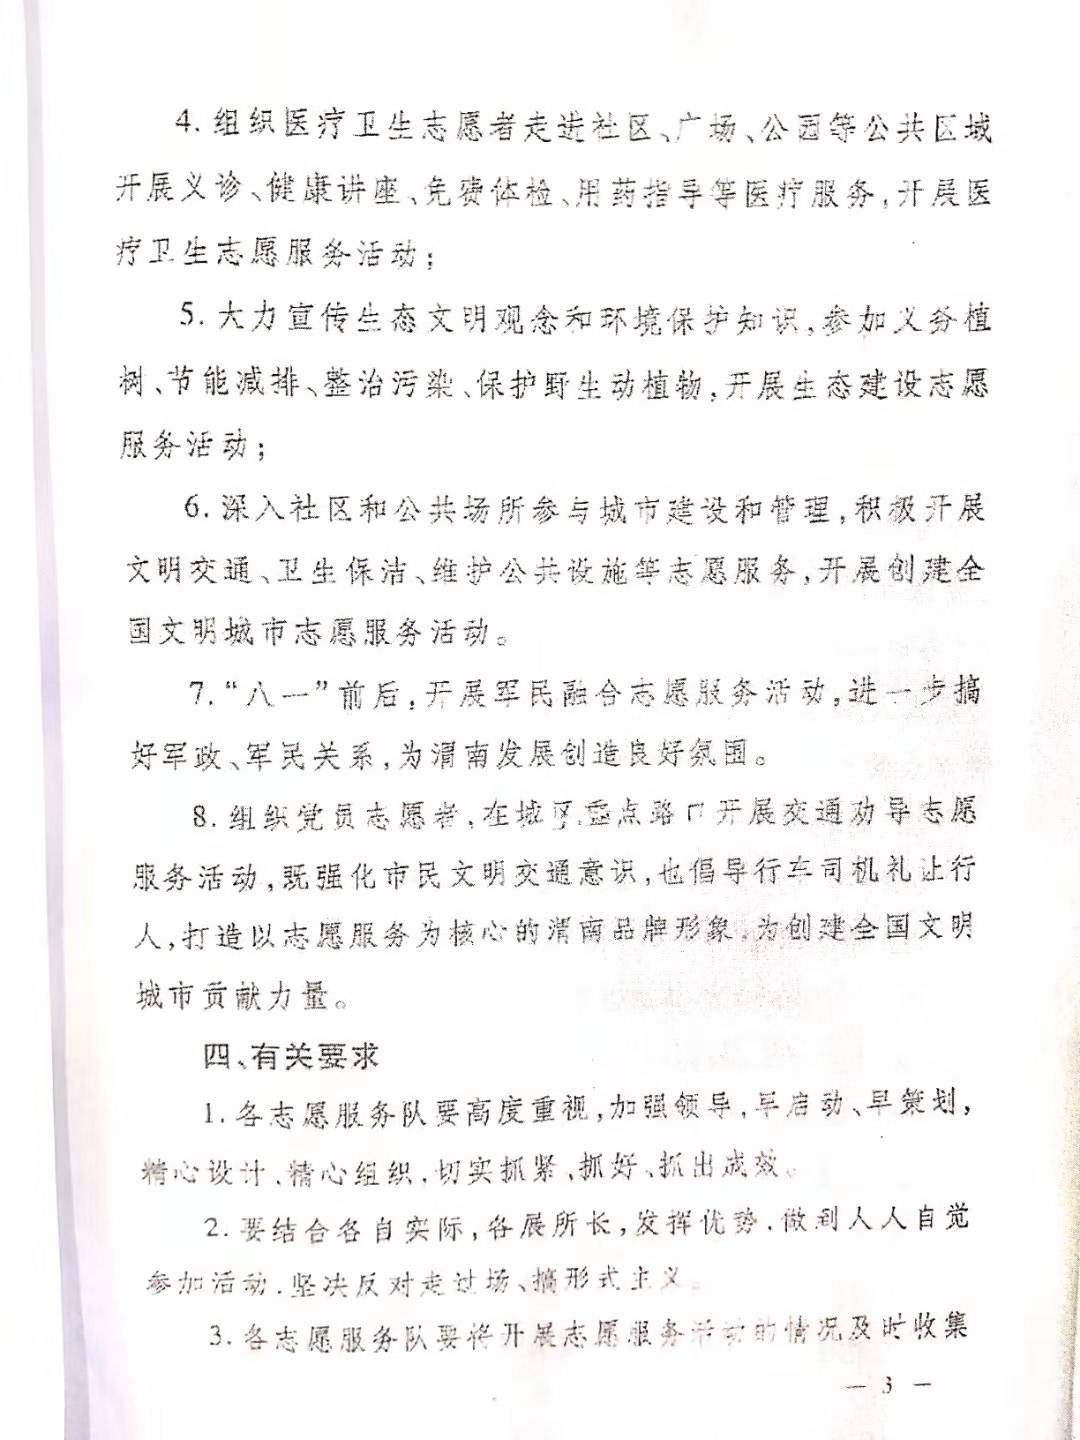 4.组织医疗卫生志愿者走进社区、广场、公园等公共区域
开展义诊、健康讲座、免费体检、用药指导等医疗服务,开展医
疗卫生志愿服务活动;
5.大力宣传生态文明观念和环境保护知识,参加义务植
树、节能减排、整治污染、保护野生动植物,开展生态建设志愿
服务活动;
6.深入社区和公共场所参与城市建设和管理,积极开展
文明交通、卫生保洁、维护公共设施等志愿服务,开展创建全
国文明城市志愿服务活动。
7.“八一”前后,开展军民融合志愿服务活动,进一步搞
好军政、军民关系,为渭南发展创造良好氛围。
8.组织党员志愿者,在城区重点路口开展交通劝导志愿
服务活动,既强化市民文明交通意识,也倡导行车司机礼让行
人,打造以志愿服务为核心的渭南品牌形象,为创建全国文明
城市贡献力量。
四、有关要求
1.各志愿服务队要高度重视,加强领导,早启动、早策划,
精心设计、精心组织,切实抓紧、抓好、抓出成效。
2.要结合各自实际,各展所长,发挥优势,做到人人自觉
参加活动,坚决反对走过场、搞形式主义。
3.各志愿服务队要将开展志愿服务活动的情况及时收集
— 3 —